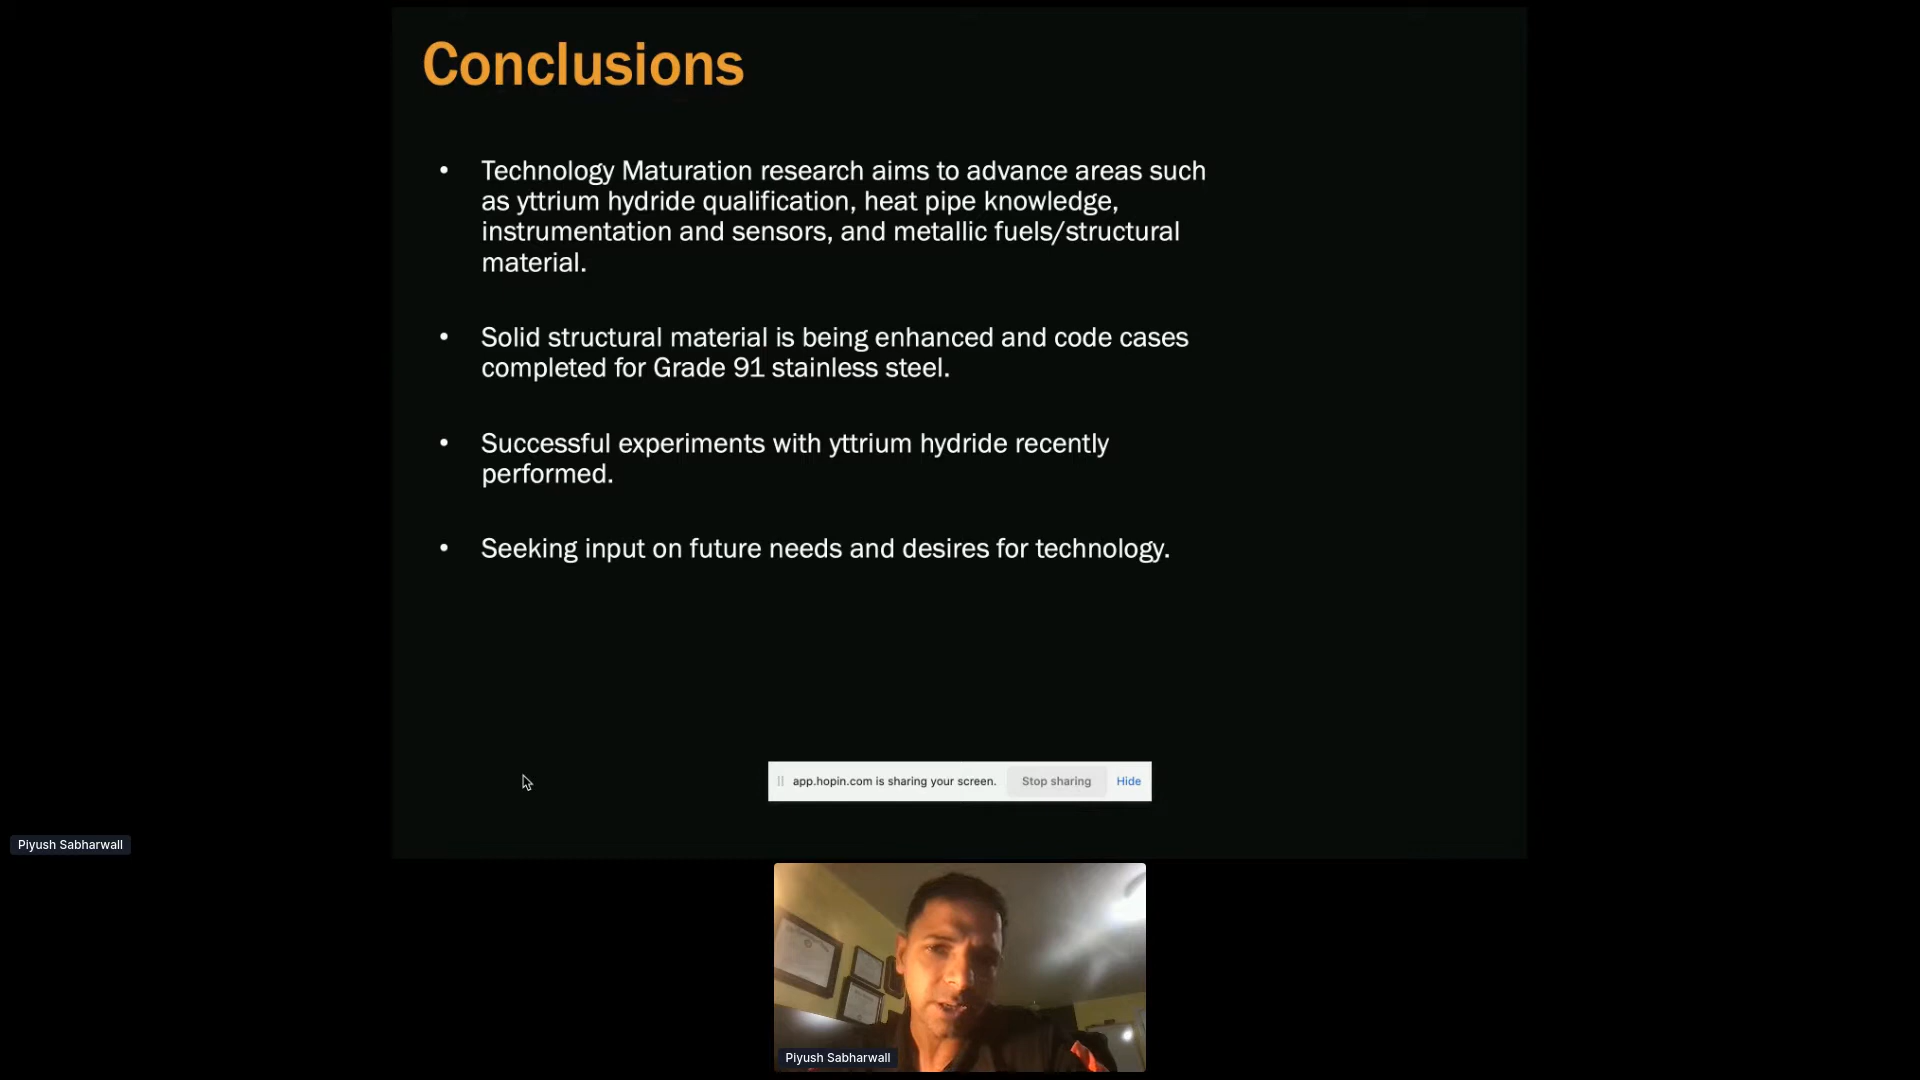 Conclusions
• Technology Maturation research aims to advance areas such
as yttrium hydride qualification, heat pipe knowledge,
instrumentation and sensors, and metallic fuels/structural
material.
• Solid structural material is being enhanced and code cases
completed for Grade 91 stainless steel.
• Successful experiments with yttrium hydride recently
performed.
• Seeking input on future needs and desires for technology.
app.hopin.com is sharing your screen. Stop sharing Hide
Piyush Sabharwall
Piyush Sabharwall